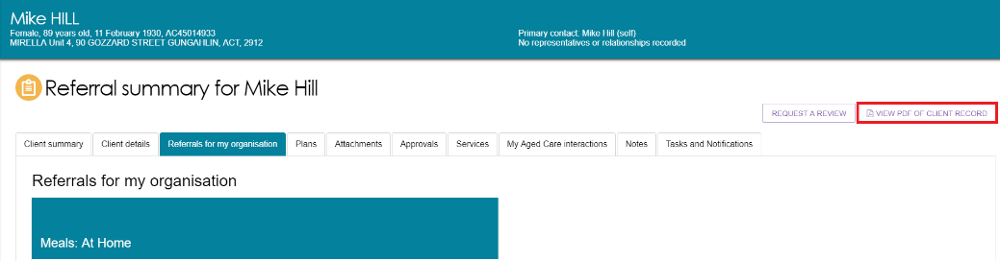 Mike HILL
Female, 89 years old, 11 February 1930, AC45014933
MIRELLA Unit 4, 90 GOZZARD STREET GUNGAHLIN, ACT, 2912
Primary contact: Mike Hill (self)
No representatives or relationships recorded
Referral summary for Mike Hill
REQUEST A REVIEW
VIEW PDF OF CLIENT RECORD
Client summary
Client details
Referrals for my organisation
Plans
Attachments
Approvals
Services
My Aged Care interactions
Notes
Tasks and Notifications
Referrals for my organisation
Meals: At Home